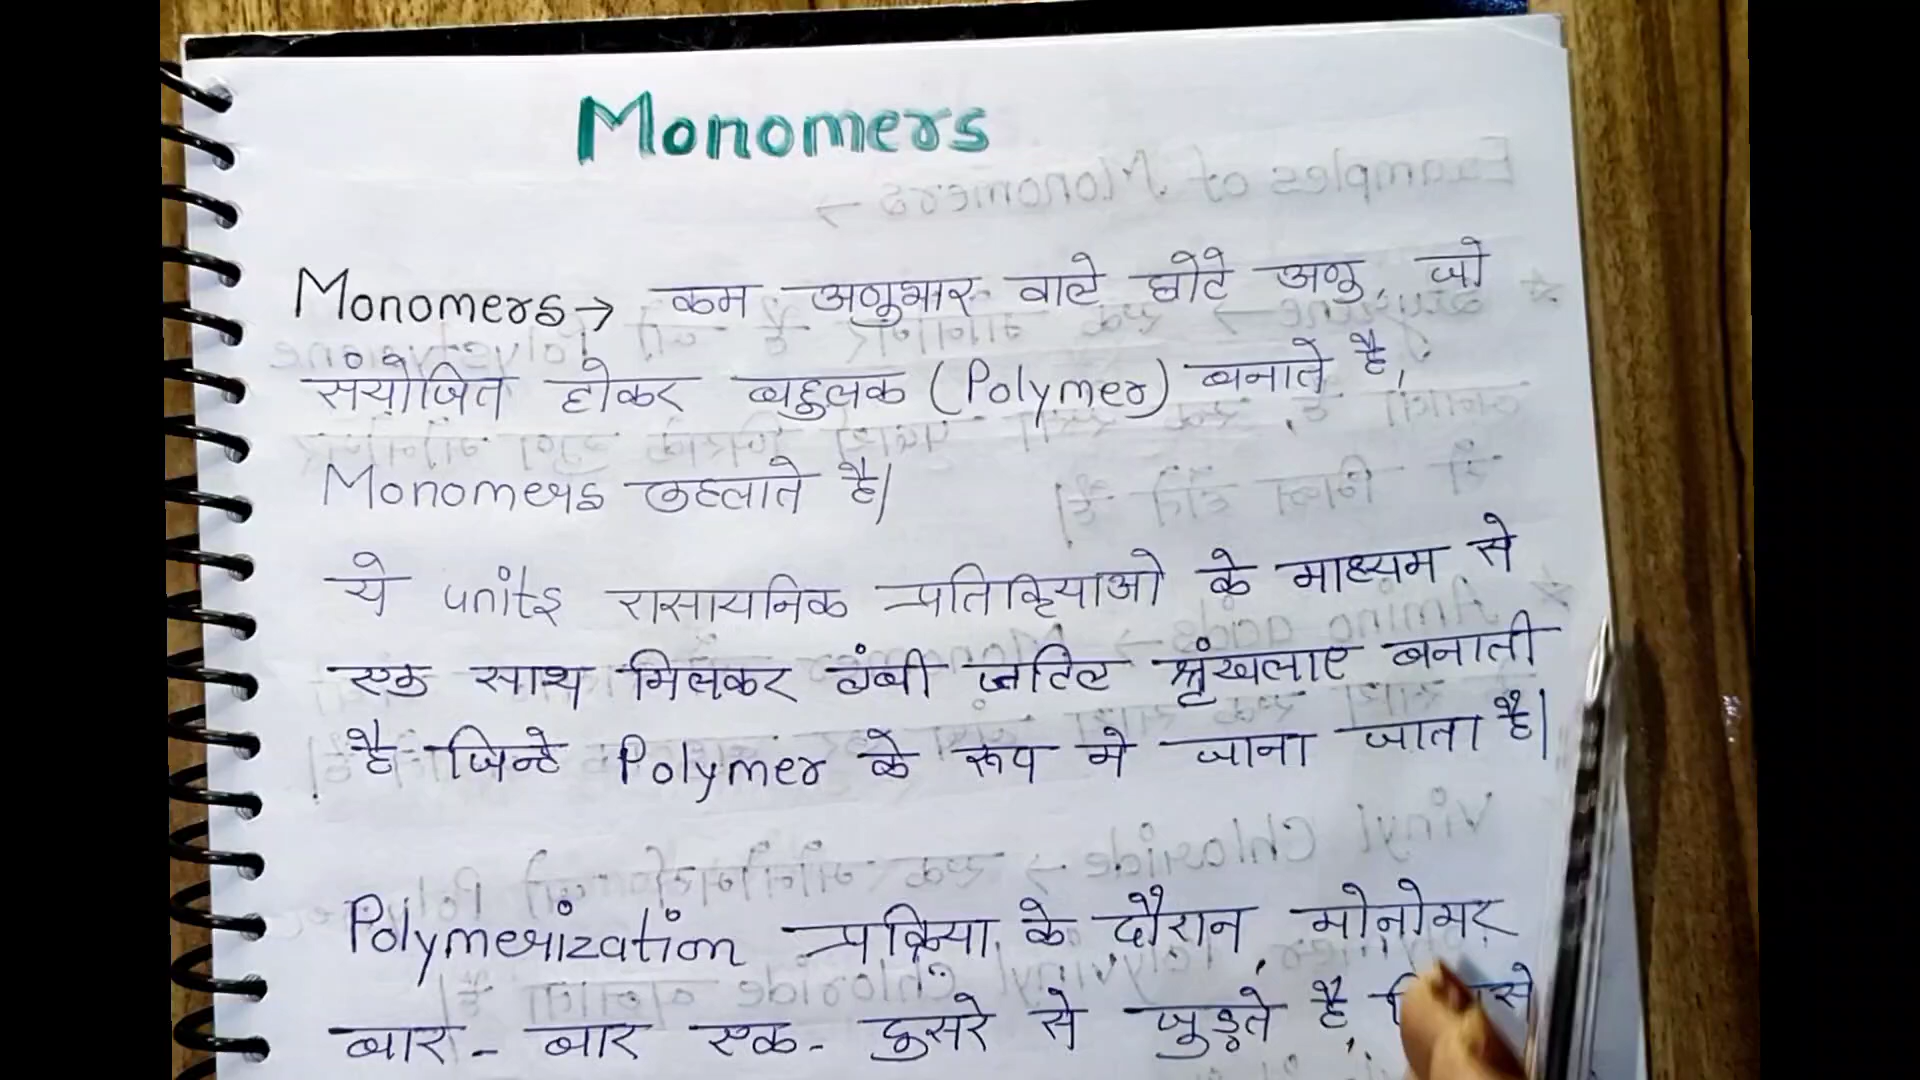 Monomers
Monomers → कम अणुभार वाले छोटे अणु, जो
संयोजित होकर बहुलक (Polymer) बनाते है,
Monomers कहलाते है।
ये units रासायनिक प्रतिक्रियाओ के माध्यम से
एक साथ मिलकर लंबी जटिल श्रृंखलाए बनाती
है जिन्हे Polymer के रूप मे जाना जाता है।
Polymerization प्रक्रिया के दौरान, मोनोमर
बार - बार एक - दुसरे से जुड़ते है,